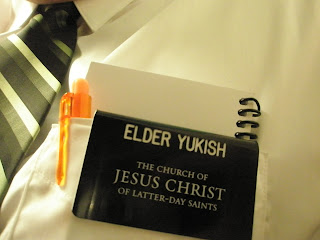 ELDER YUKISH
THE CHURCH OF
JESUS CHRIST
OF LATTER-DAY SAINTS